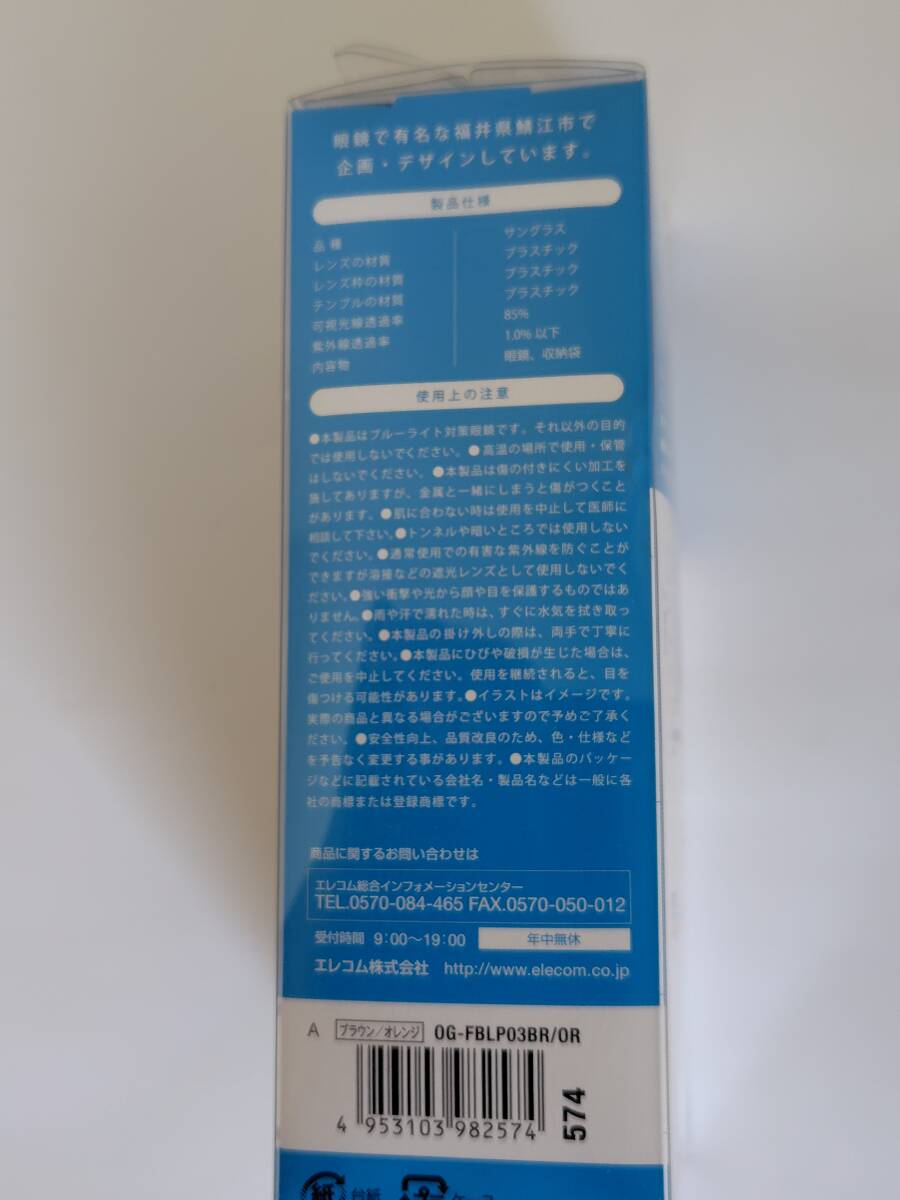 眼鏡で有名な福井県鯖江市で
企画・デザインしています。
製品仕様
品種 サングラス
レンズの材質 プラスチック
レンズ枠の材質 プラスチック
テンプルの材質 プラスチック
可視光線透過率 85%
紫外線透過率 1.0% 以下
内容物 眼鏡、収納袋
使用上の注意
●本製品はブルーライト対策眼鏡です。それ以外の目的
では使用しないでください。●高温の場所で使用・保管
はしないでください。●本製品は傷の付きにくい加工を
施してありますが、金属と一緒にしまうと傷がつくこと
があります。●肌に合わない時は使用を中止して医師に
相談して下さい。●トンネルや暗いところでは使用しない
でください。●通常使用での有害な紫外線を防ぐことが
できますが溶接などの遮光レンズとして使用しないでく
ださい。●強い衝撃や光から顔や目を保護するものではあ
りません。●雨や汗で濡れた時は、すぐに水気を拭き取っ
てください。●本製品の掛け外しの際は、両手で丁寧に
行ってください。●本製品にひびや破損が生じた場合は、
ご使用を中止してください。使用を継続されると、目を
傷つける可能性があります。●イラストはイメージです。
実際の商品と異なる場合がございますので予めご了承く
ださい。●安全性向上、品質改良のため、色・仕様など
を予告なく変更する事があります。●本製品のパッケー
ジなどに記載されている会社名・製品名などは一般に各
社の商標または登録商標です。
商品に関するお問い合わせは
エレコム総合インフォメーションセンター
TEL.0570-084-465 FAX.0570-050-012
受付時間 9:00〜19:00 年中無休
エレコム株式会社 http://www.elecom.co.jp
A ブラウン/オレンジ OG-FBLP03BR/OR
4 953103 982574
574
紙 台紙 プラ ケース